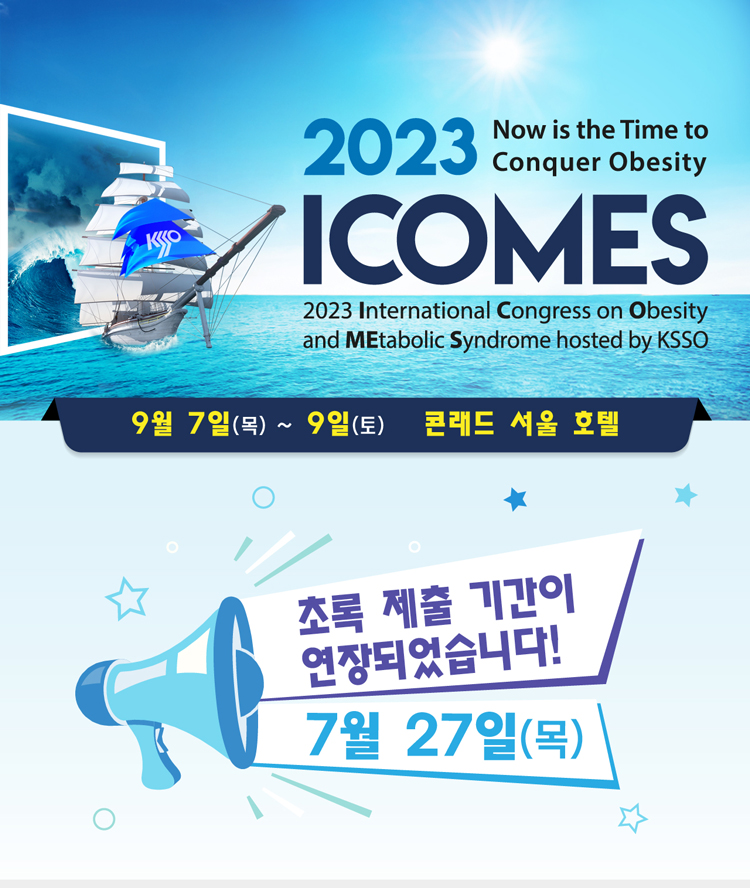 2023 Now is the Time to
Conquer Obesity
ICOMES
KSSO
2023 International Congress on Obesity
and MEtabolic Syndrome hosted by KSSO
9월 7일(목) ~ 9일(토) 콘래드 서울 호텔
초록 제출 기간이
연장되었습니다!
7월 27일(목)